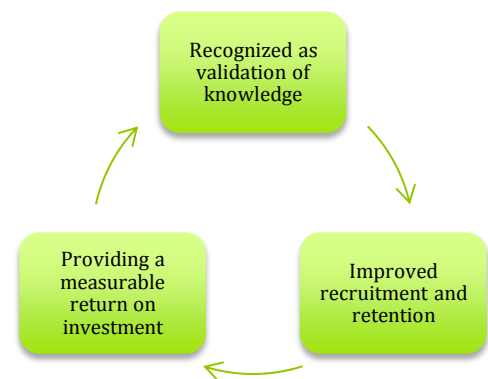 Recognized as
validation of
knowledge
Improved
recruitment and
retention
Providing a
measurable
return on
investment